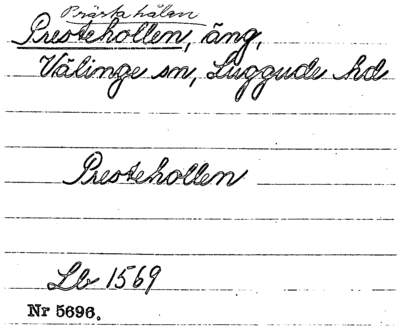 Prästahålan
Prestehollen, äng,
Välinge sn, Luggude hd
Prestehollen
Lb 1569
Nr 5696.